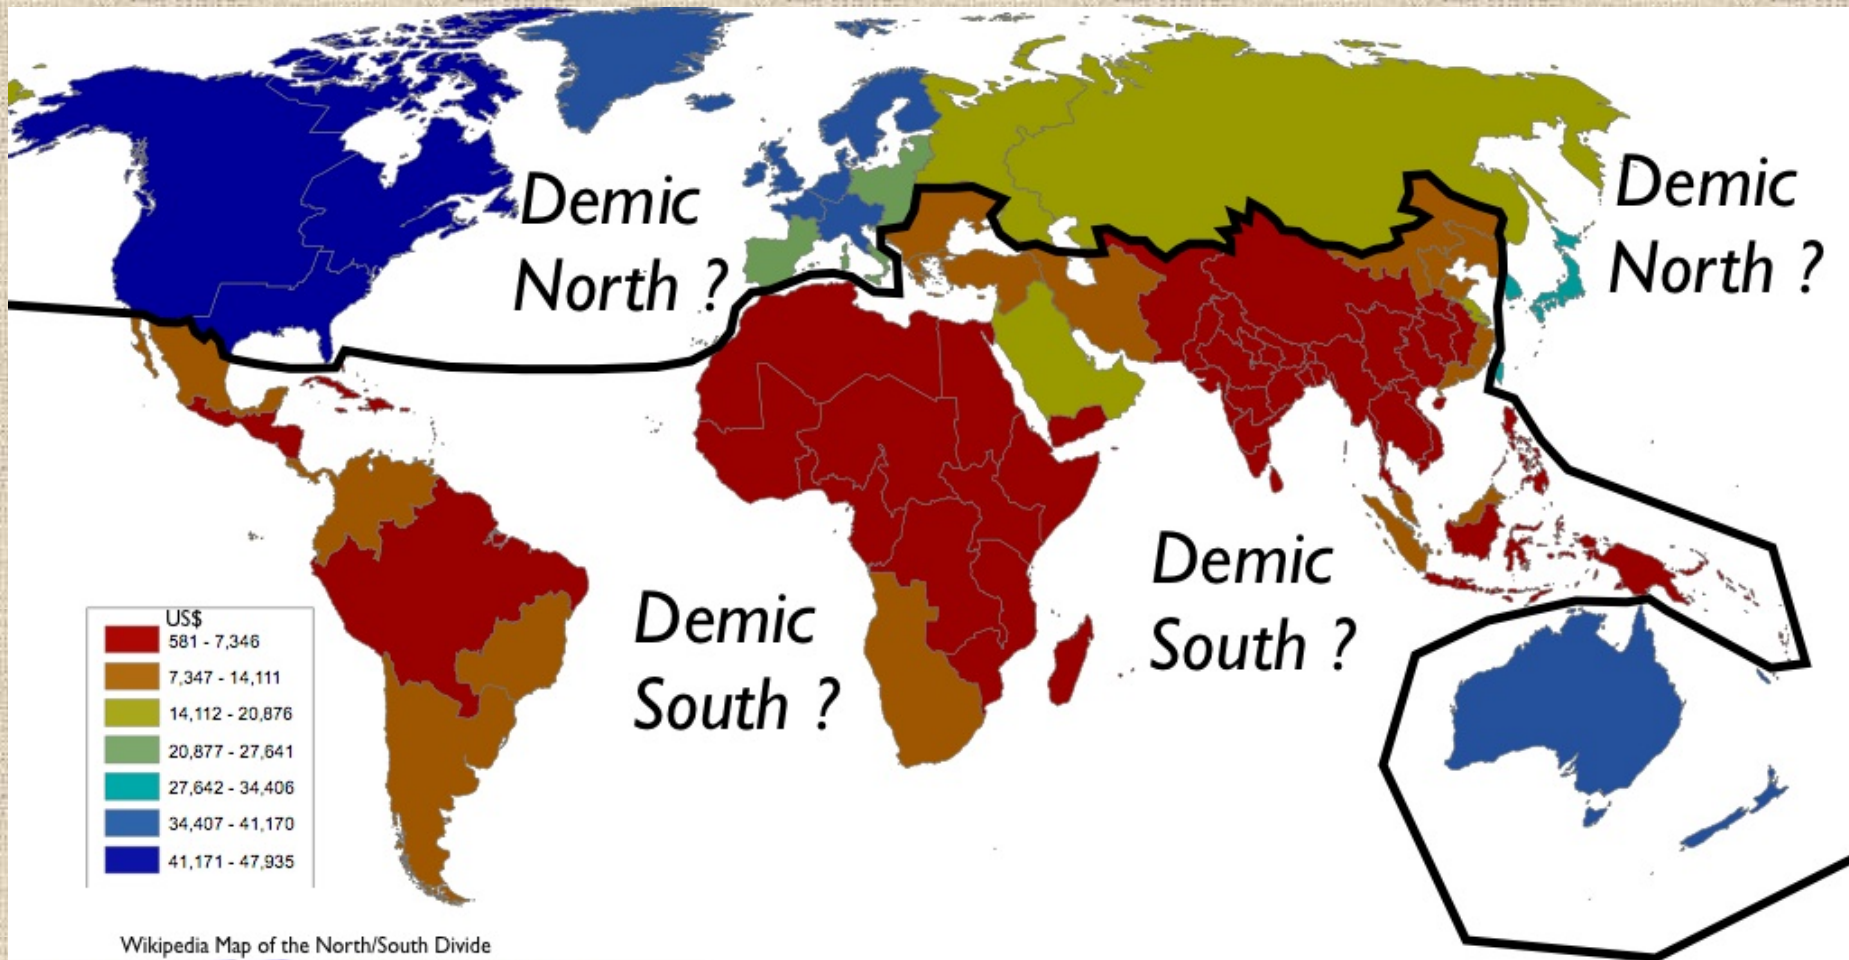 Demic
North ?
Demic
North ?
Demic
South ?
Demic
South ?
US$
581 - 7,346
7,347 - 14,111
14,112 - 20,876
20,877 - 27,641
27,642 - 34,406
34,407 - 41,170
41,171 - 47,935
Wikipedia Map of the North/South Divide